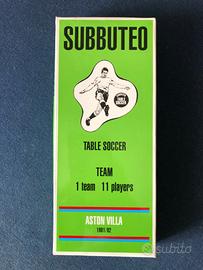 SUBBUTEO
TABLE SOCCER
TEAM
1 team 11 players
ASTON VILLA
1981/82
subito